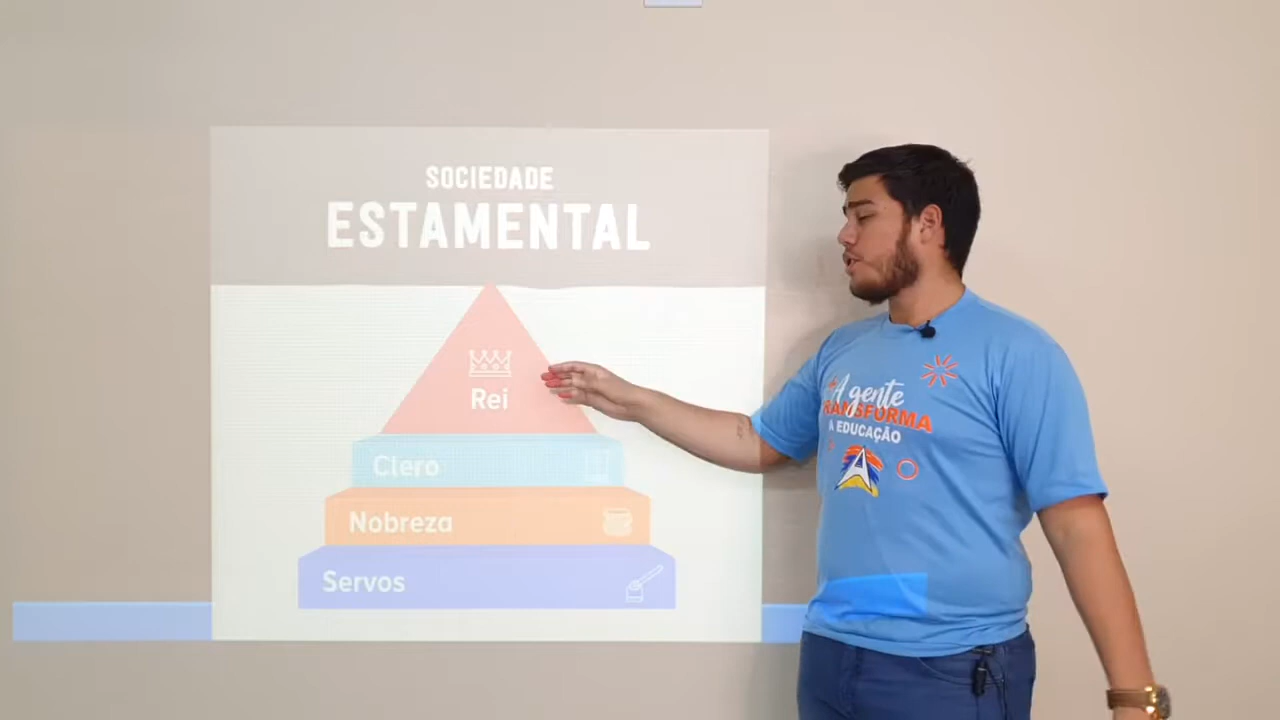 SOCIEDADE
ESTAMENTAL
Rei
Clero
Nobreza
Servos
A gente
TRANSFORMA
A EDUCAÇÃO